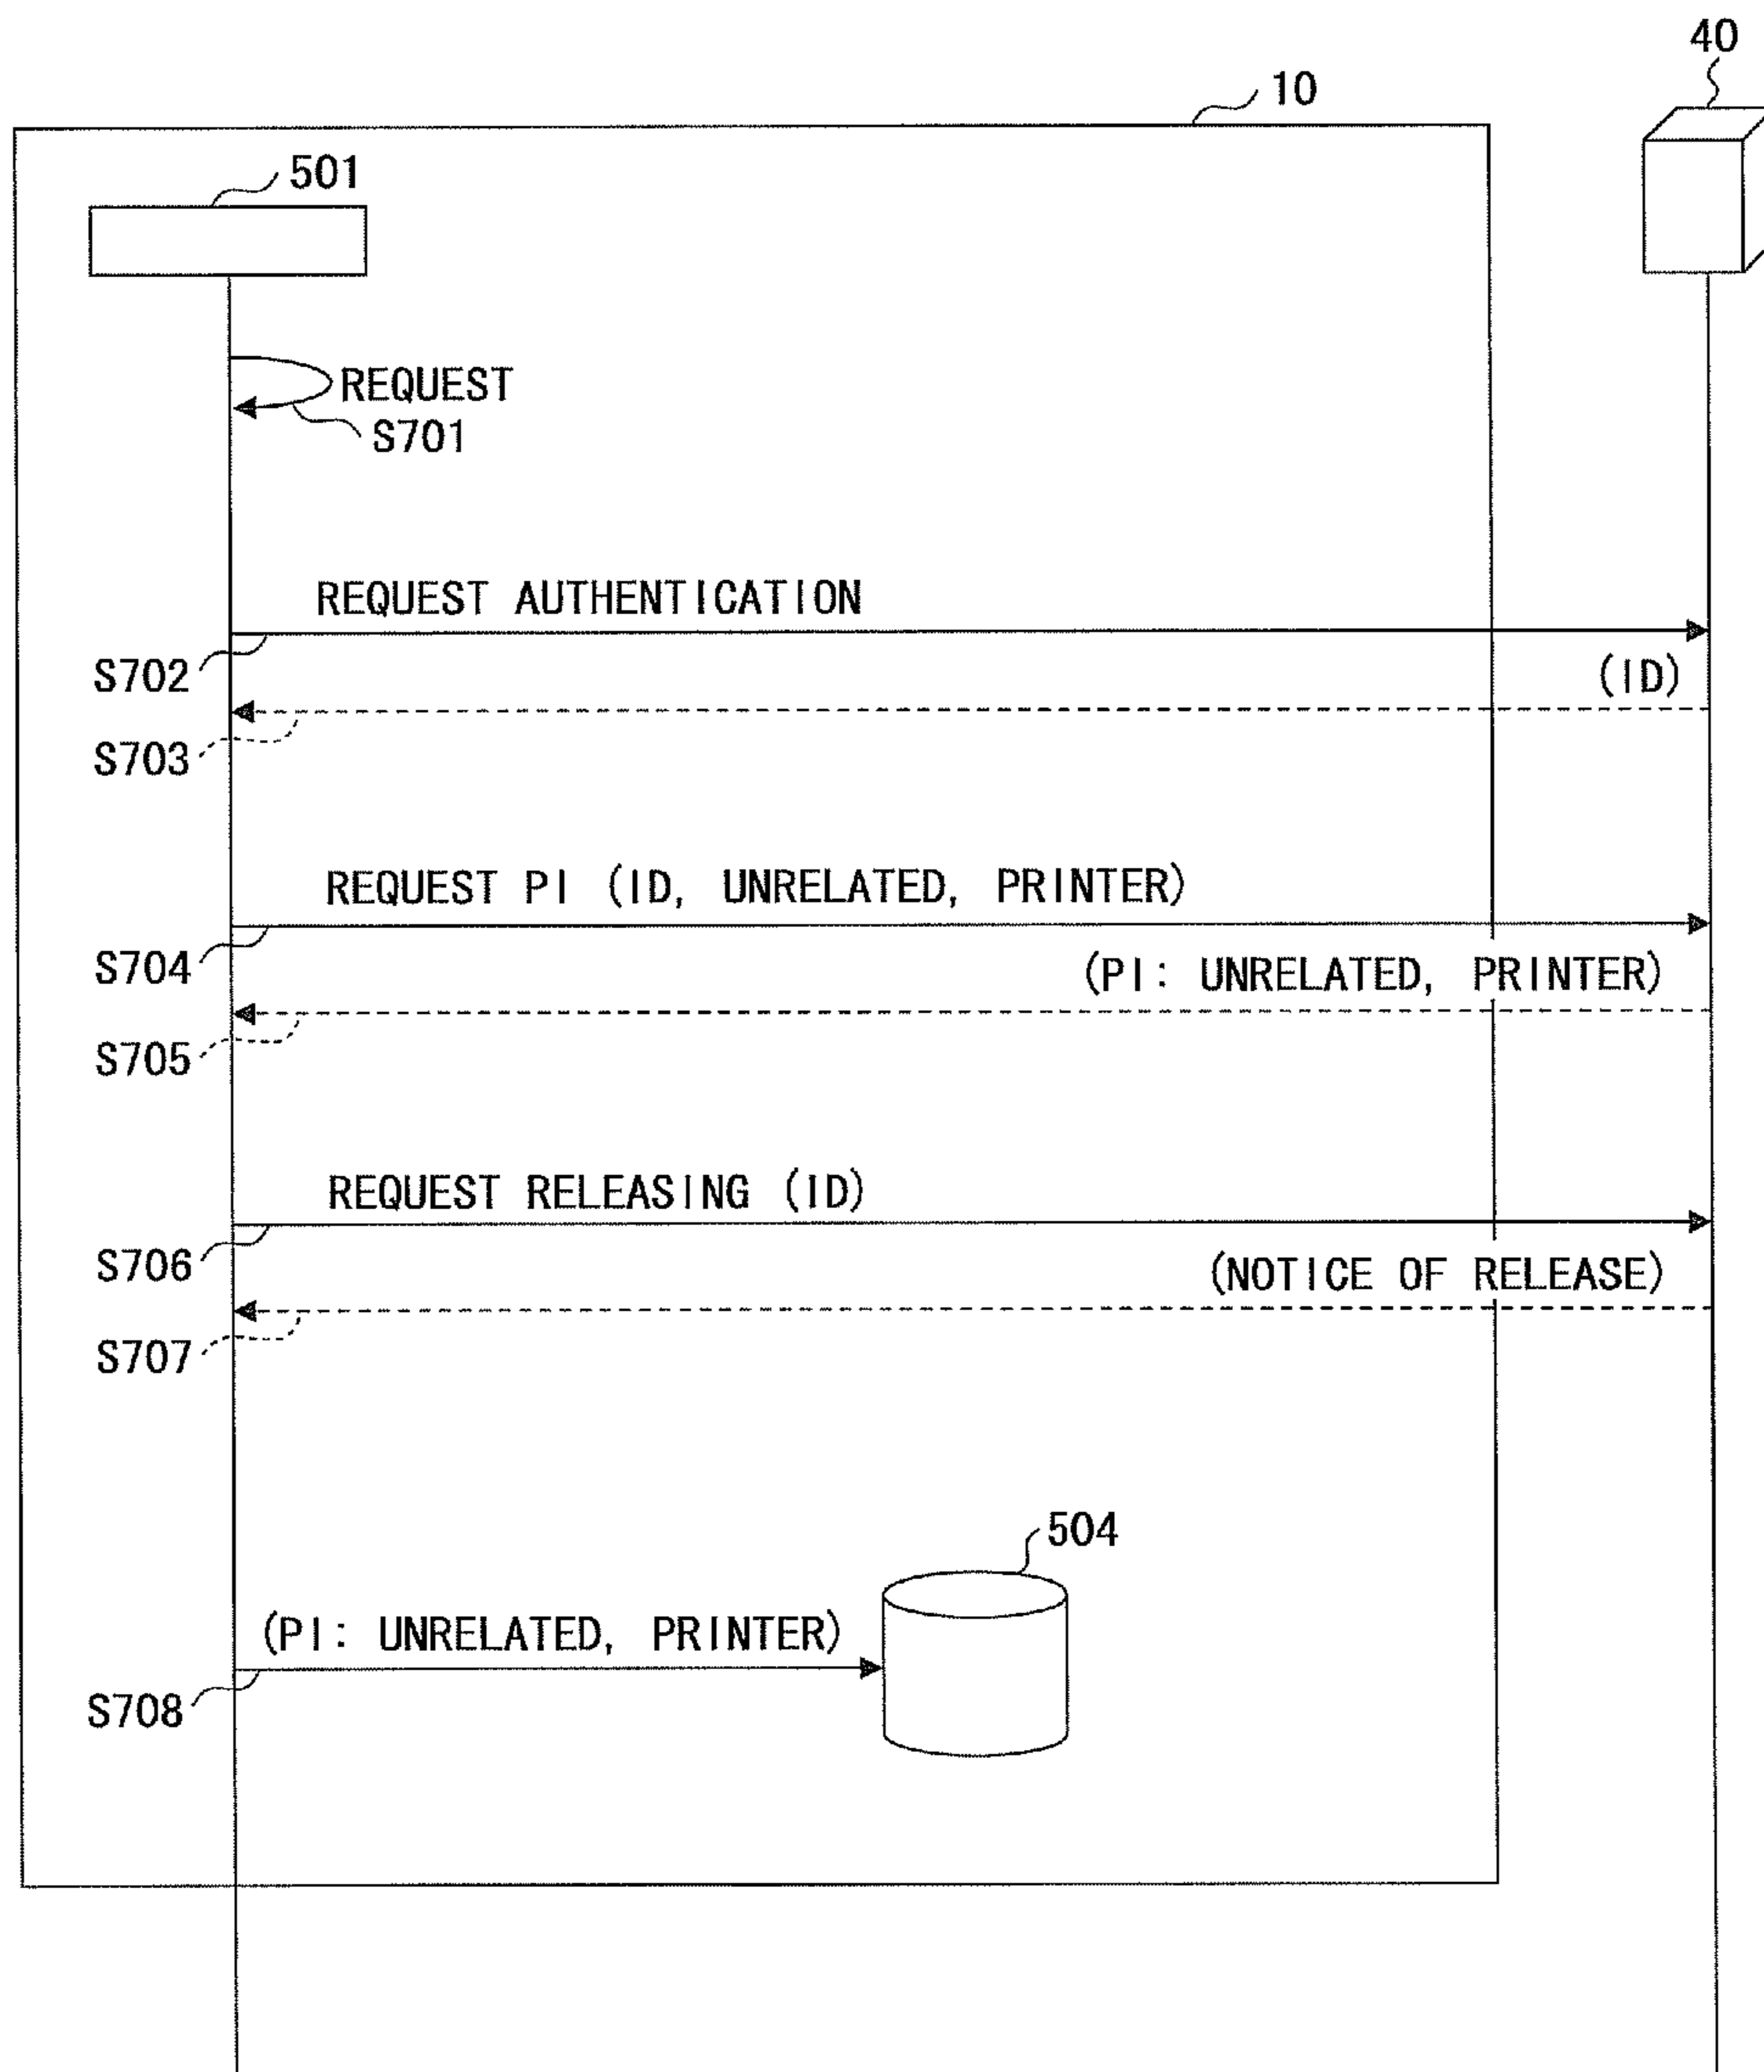 40
10
501
REQUEST
S701
REQUEST AUTHENTICATION
S702
(ID)
S703
REQUEST PI (ID, UNRELATED, PRINTER)
S704
(PI: UNRELATED, PRINTER)
S705
REQUEST RELEASING (ID)
S706
(NOTICE OF RELEASE)
S707
504
(PI: UNRELATED, PRINTER)
S708